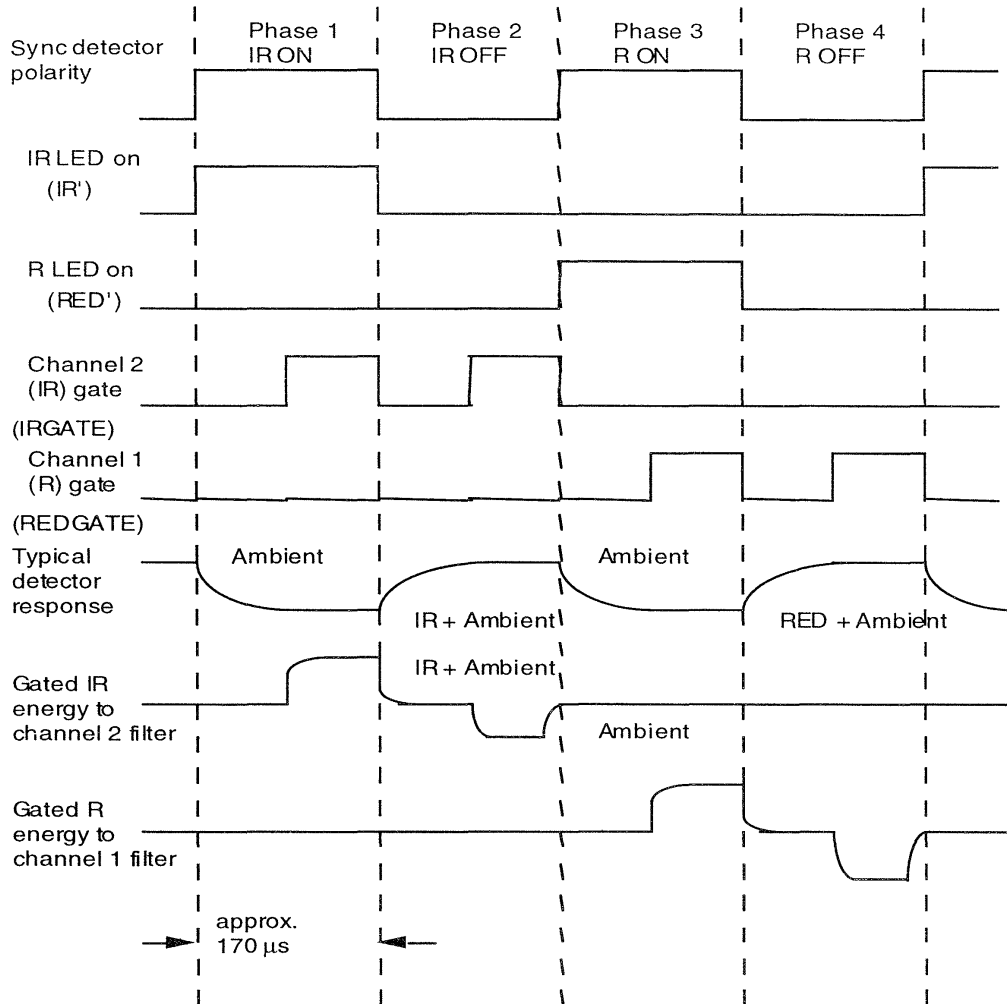 Phase 1
IR ON
Phase 2
IR OFF
Phase 3
R ON
Phase 4
R OFF
Sync detector
polarity
IR LED on
(IR')
R LED on
(RED')
Channel 2
(IR) gate
(IRGATE)
Channel 1
(R) gate
(REDGATE)
Typical
detector
response
Ambient
Ambient
IR + Ambient
RED + Ambient
IR + Ambient
Gated IR
energy to
channel 2 filter
Ambient
Gated R
energy to
channel 1 filter
approx.
170 µs